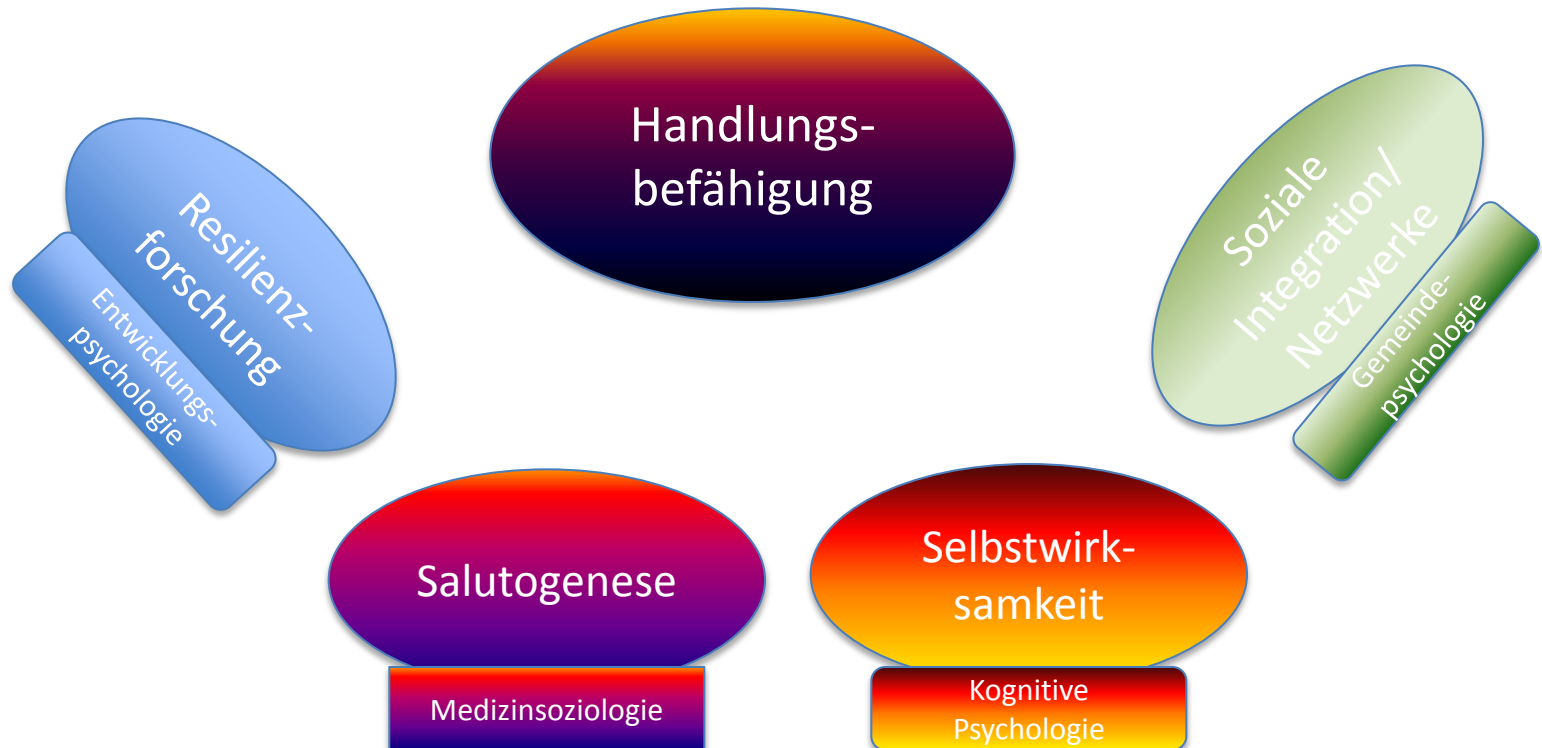 Handlungs-
befähigung
Resilienz-
forschung
Entwicklungs-
psychologie
Soziale
Integration/
Netzwerke
Gemeinde-
psychologie
Salutogenese
Medizinsoziologie
Selbstwirk-
samkeit
Kognitive
Psychologie